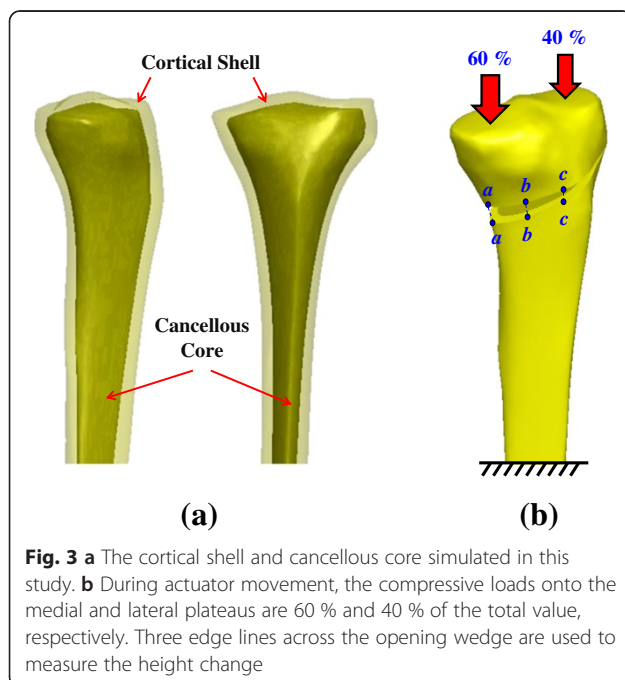 Cortical Shell
Cancellous
Core
(a)
60 %
40 %
a b c
a b c
(b)
Fig. 3 a The cortical shell and cancellous core simulated in this
study. b During actuator movement, the compressive loads onto the
medial and lateral plateaus are 60 % and 40 % of the total value,
respectively. Three edge lines across the opening wedge are used to
measure the height change